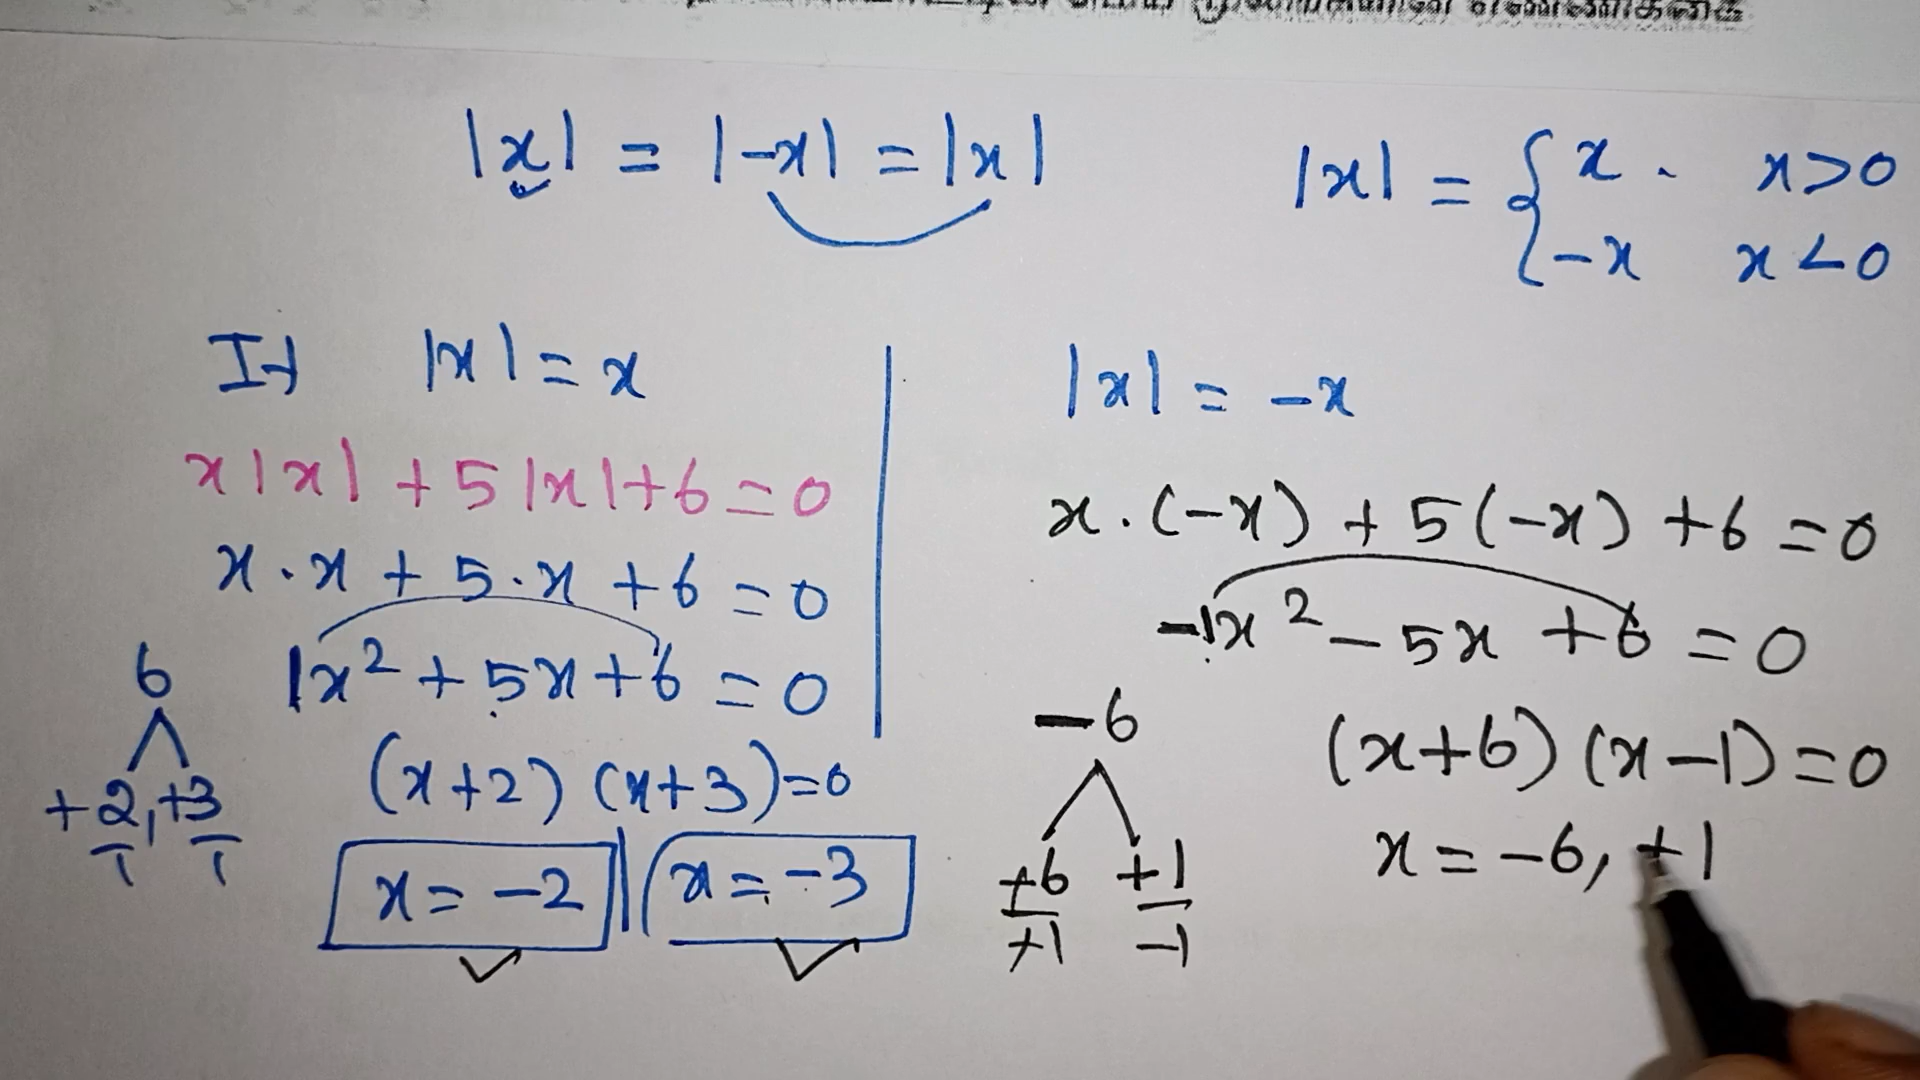 |x| = |-x| = |x|
|x| = { x . x>0
-x x<0
If |x| = x
x|x| + 5|x| + 6 = 0
x.x + 5.x + 6 = 0
1x² + 5x + 6 = 0
6
+2, +3
1 1
(x+2) (x+3) = 0
x = -2 x = -3
|x| = -x
x.(-x) + 5(-x) + 6 = 0
-1x² - 5x + 6 = 0
-6
+6 +1
+1 -1
(x+6) (x-1) = 0
x = -6, +1